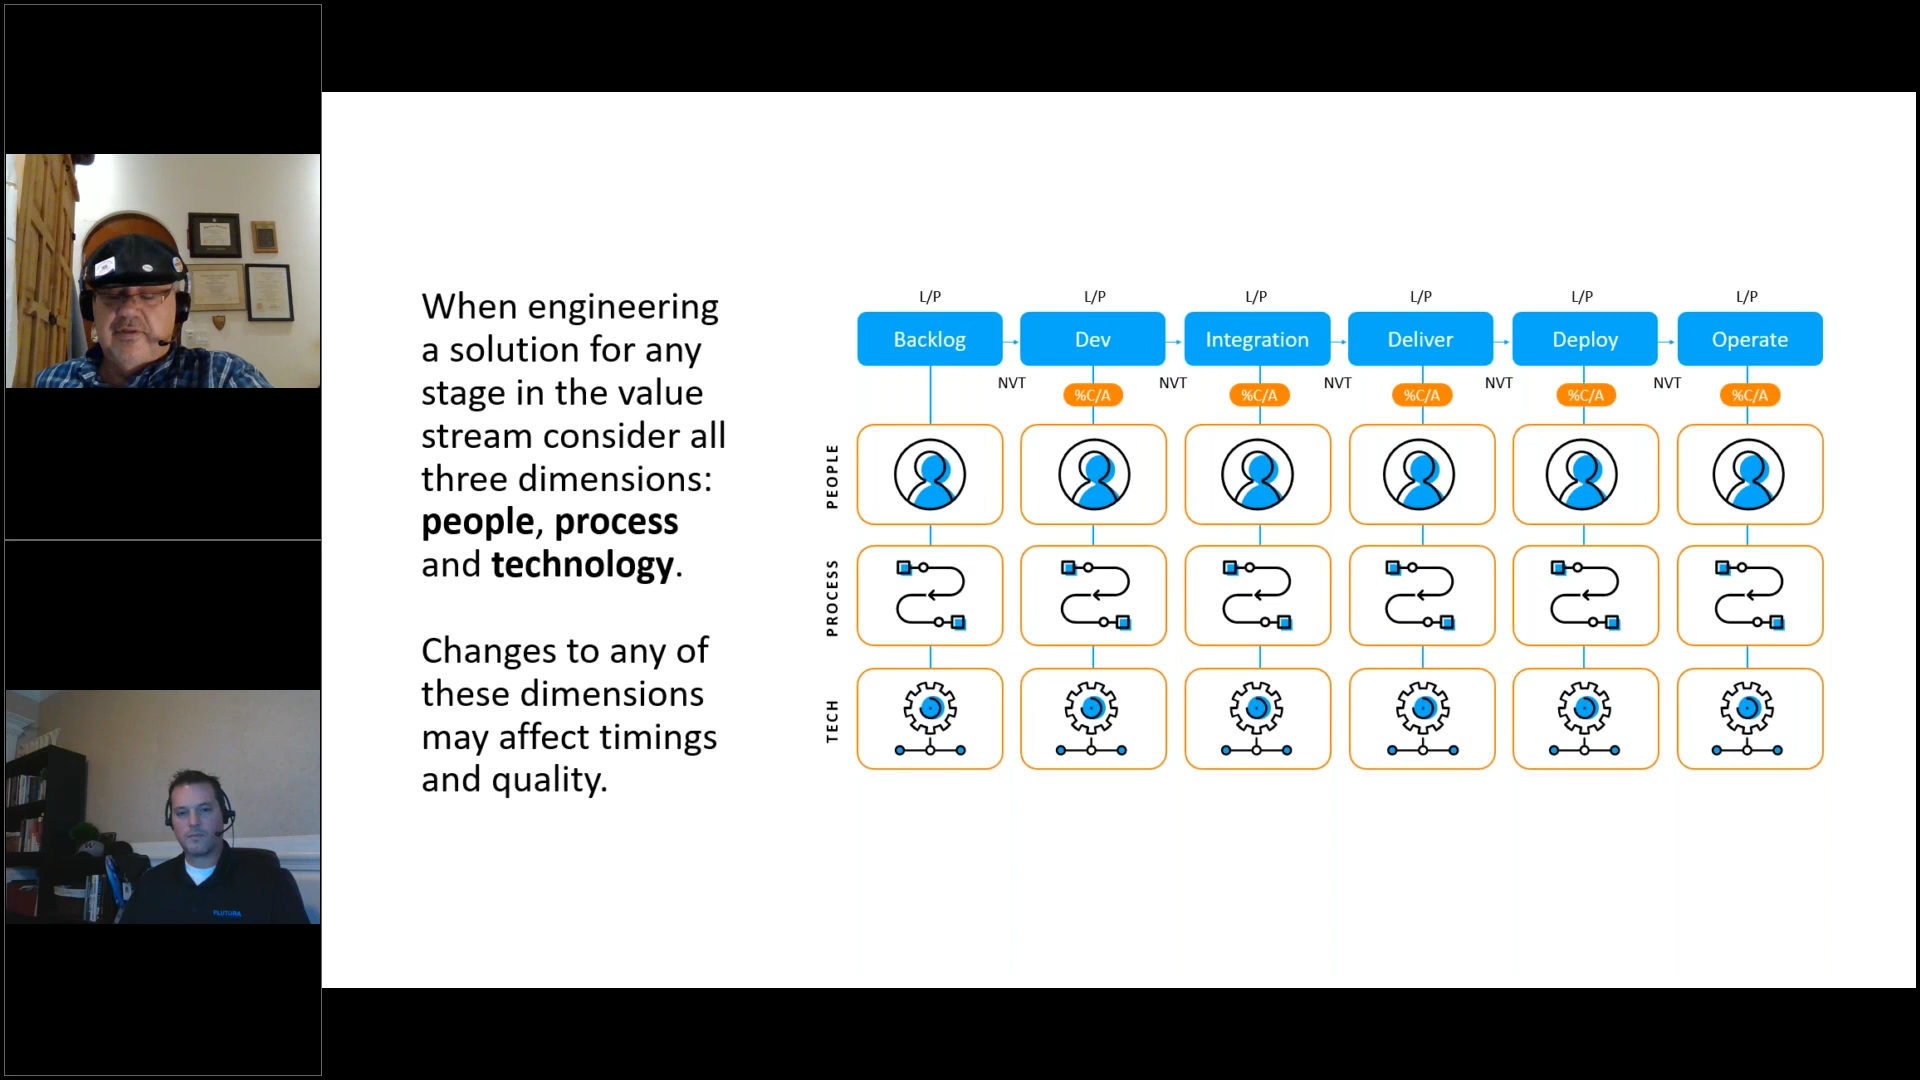 When engineering
a solution for any
stage in the value
stream consider all
three dimensions:
people, process
and technology.
Changes to any of
these dimensions
may affect timings
and quality.
L/P L/P L/P L/P L/P L/P
Backlog Dev Integration Deliver Deploy Operate
NVT NVT NVT NVT NVT
%C/A %C/A %C/A %C/A %C/A
PEOPLE
PROCESS
TECH
PLUTORA